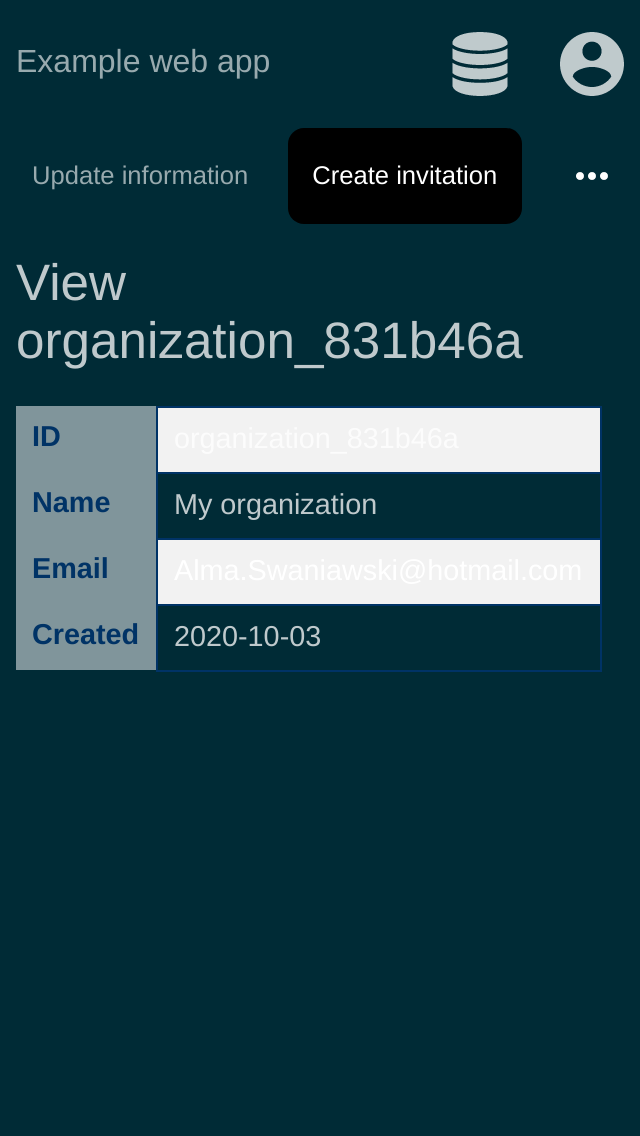 Example web app
Update information
Create invitation
View
organization_831b46a
ID organization_831b46a
Name My organization
Email Alma.Swaniawski@hotmail.com
Created 2020-10-03